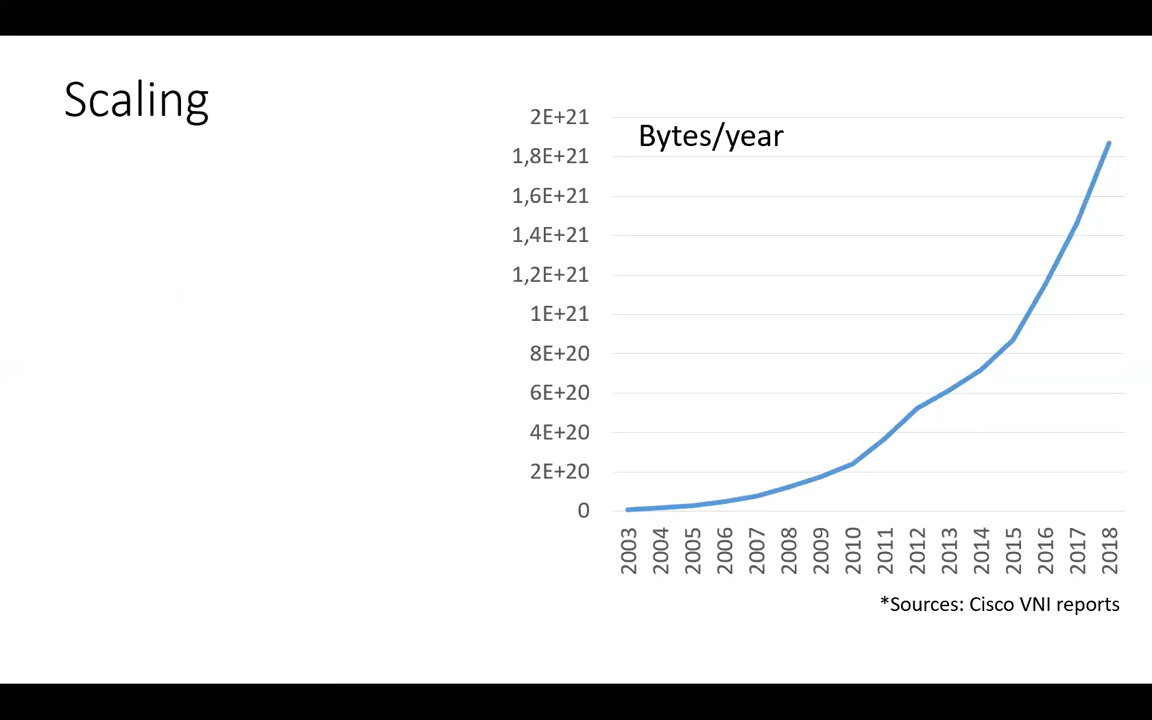 Scaling
Bytes/year
2E+21
1,8E+21
1,6E+21
1,4E+21
1,2E+21
1E+21
8E+20
6E+20
4E+20
2E+20
0
2003 2004 2005 2006 2007 2008 2009 2010 2011 2012 2013 2014 2015 2016 2017 2018
*Sources: Cisco VNI reports